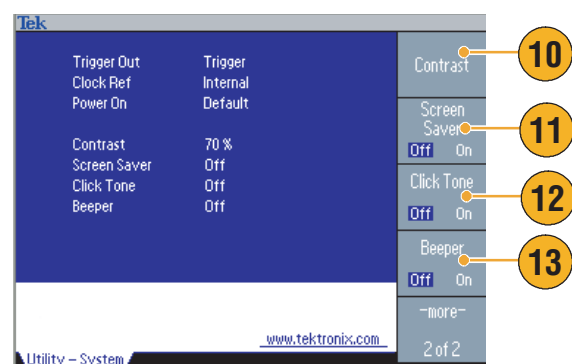 Tek
Trigger Out Trigger
Clock Ref Internal
Power On Default
Contrast 70 %
Screen Saver Off
Click Tone Off
Beeper Off
www.tektronix.com
Utility – System
Contrast
Screen
Saver
Off On
Click Tone
Off On
Beeper
Off On
-more-
2 of 2
10
11
12
13